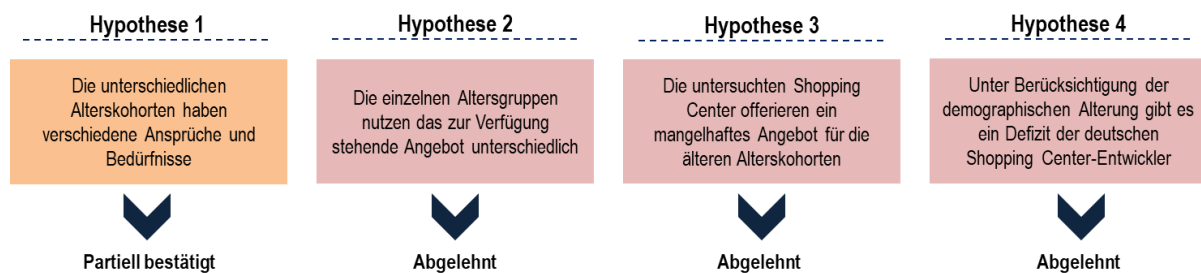 Hypothese 1
Die unterschiedlichen
Alterskohorten haben
verschiedene Ansprüche und
Bedürfnisse
Partiell bestätigt
Hypothese 2
Die einzelnen Altersgruppen
nutzen das zur Verfügung
stehende Angebot unterschiedlich
Abgelehnt
Hypothese 3
Die untersuchten Shopping
Center offerieren ein
mangelhaftes Angebot für die
älteren Alterskohorten
Abgelehnt
Hypothese 4
Unter Berücksichtigung der
demographischen Alterung gibt es
ein Defizit der deutschen
Shopping Center-Entwickler
Abgelehnt